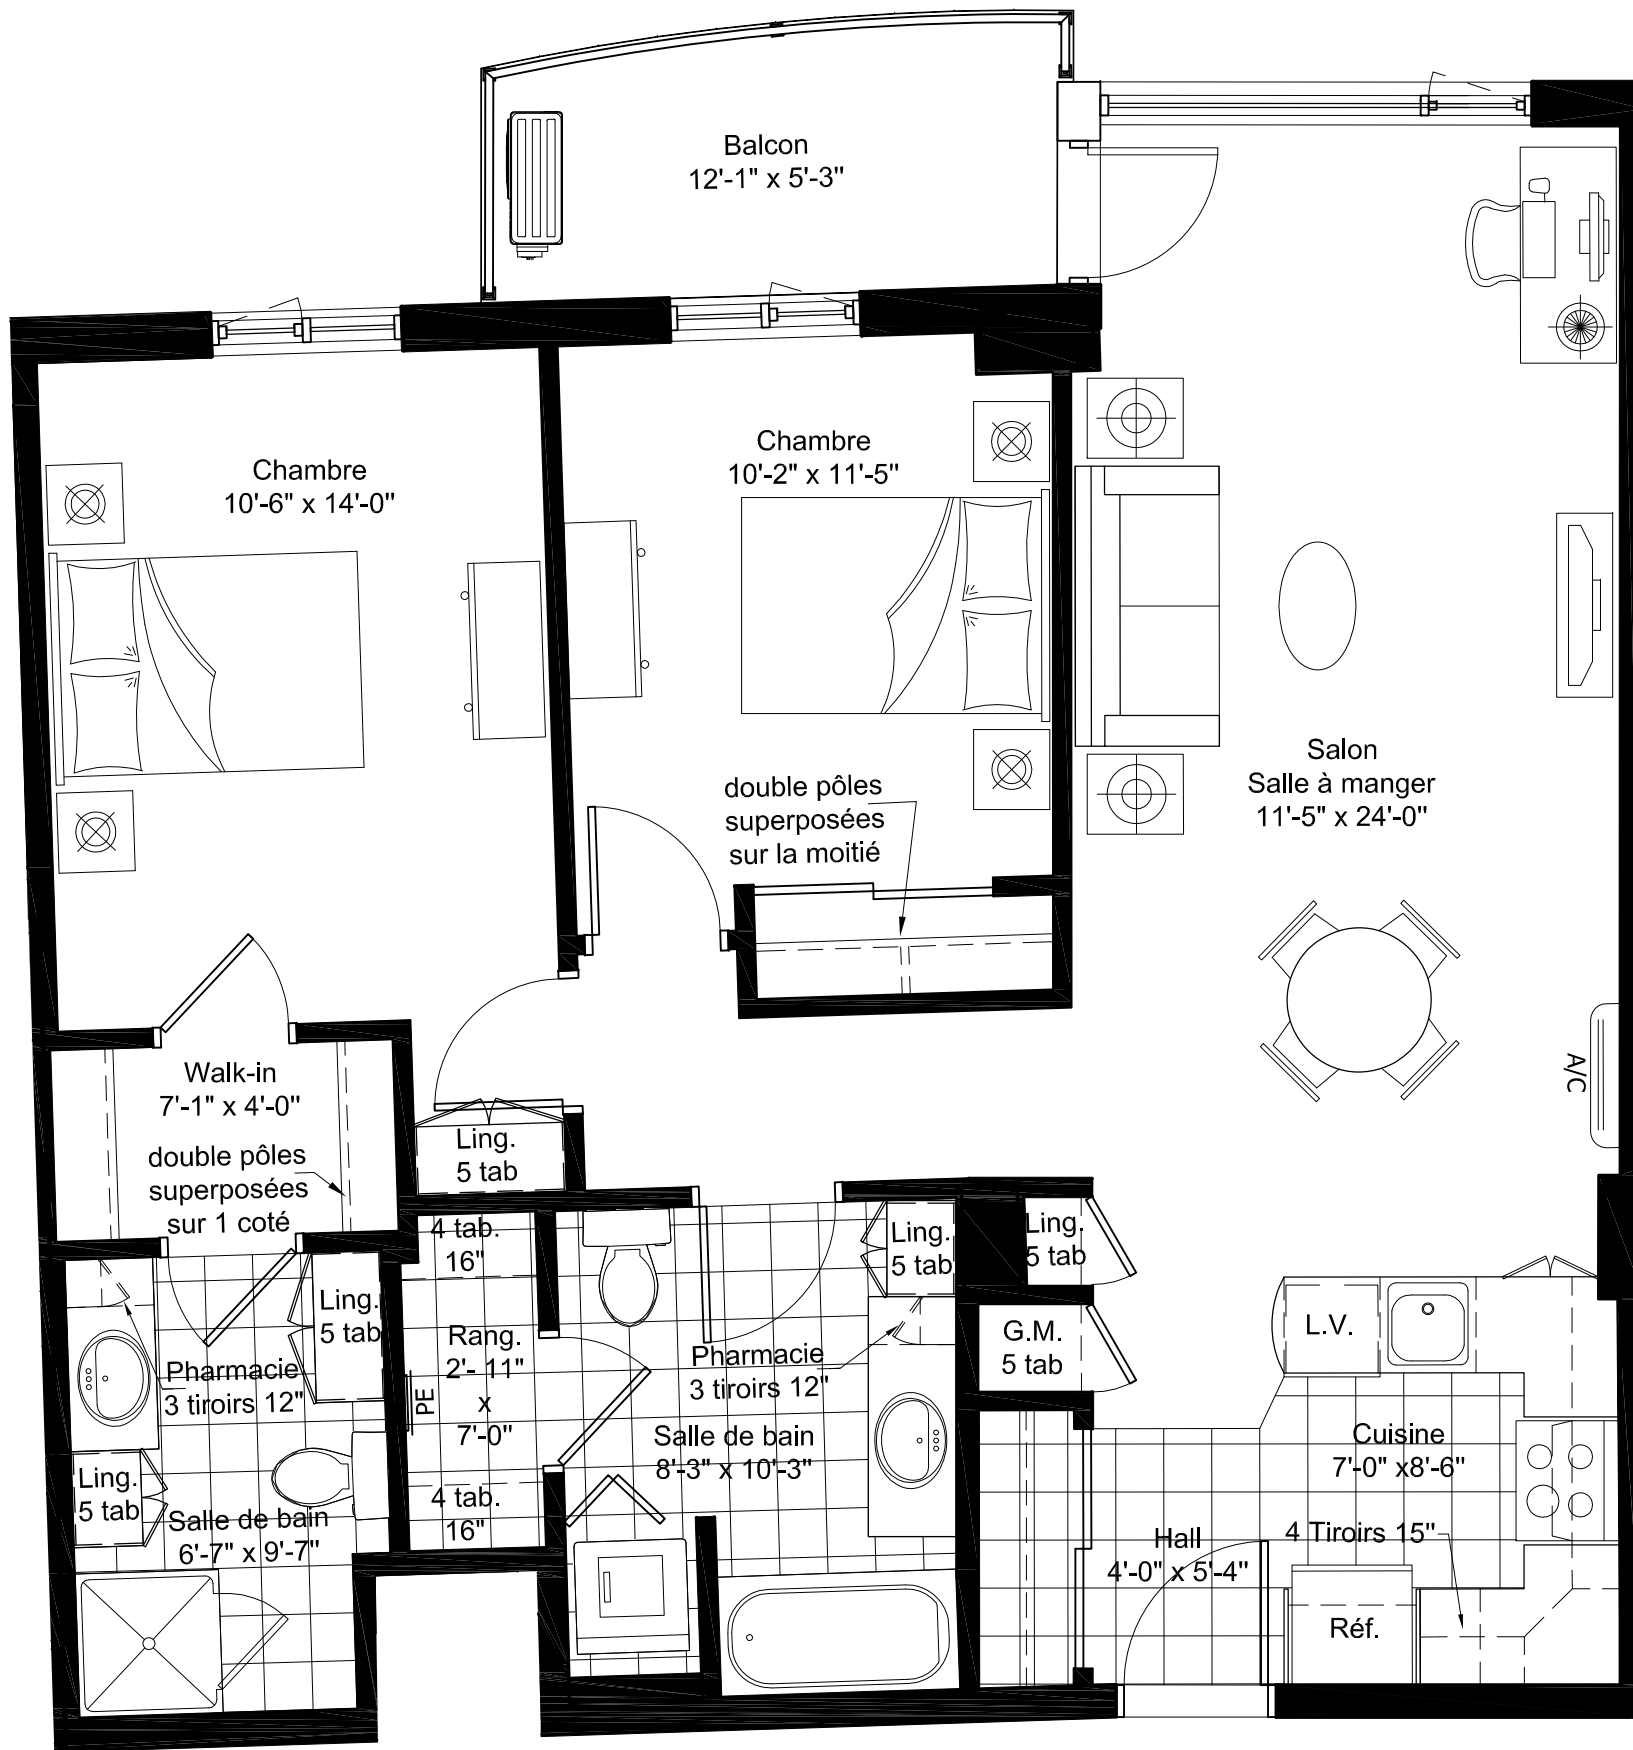 Balcon
12'-1" x 5'-3"
Chambre
10'-6" x 14'-0"
Chambre
10'-2" x 11'-5"
Salon
Salle à manger
11'-5" x 24'-0"
double pôles
superposées
sur la moitié
A/C
Walk-in
7'-1" x 4'-0"
double pôles
superposées
sur 1 coté
Ling.
5 tab
4 tab.
16"
Rang.
2'- 11"
x
7'-0"
4 tab.
16"
PE
Ling.
5 tab
Pharmacie
3 tiroirs 12"
Ling.
5 tab
Salle de bain
6'-7" x 9'-7"
Ling.
5 tab
Pharmacie
3 tiroirs 12"
Salle de bain
8'-3" x 10'-3"
Ling.
5 tab
G.M.
5 tab
L.V.
Cuisine
7'-0" x8'-6"
4 Tiroirs 15"
Hall
4'-0" x 5'-4"
Réf.